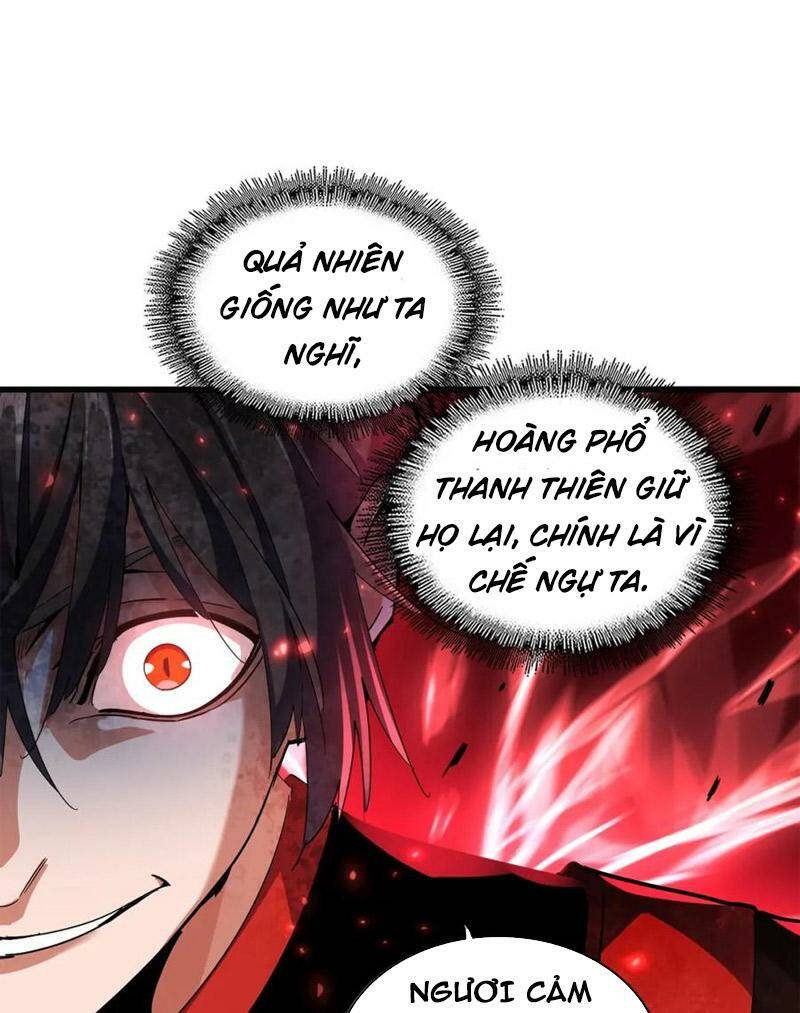 QUẢ NHIÊN
GIỐNG NHƯ TA
NGHĨ,
HOÀNG PHỔ
THANH THIÊN GIỮ
HỌ LẠI, CHÍNH LÀ VÌ
CHẾ NGỰ TA.
NGƯƠI CẢM